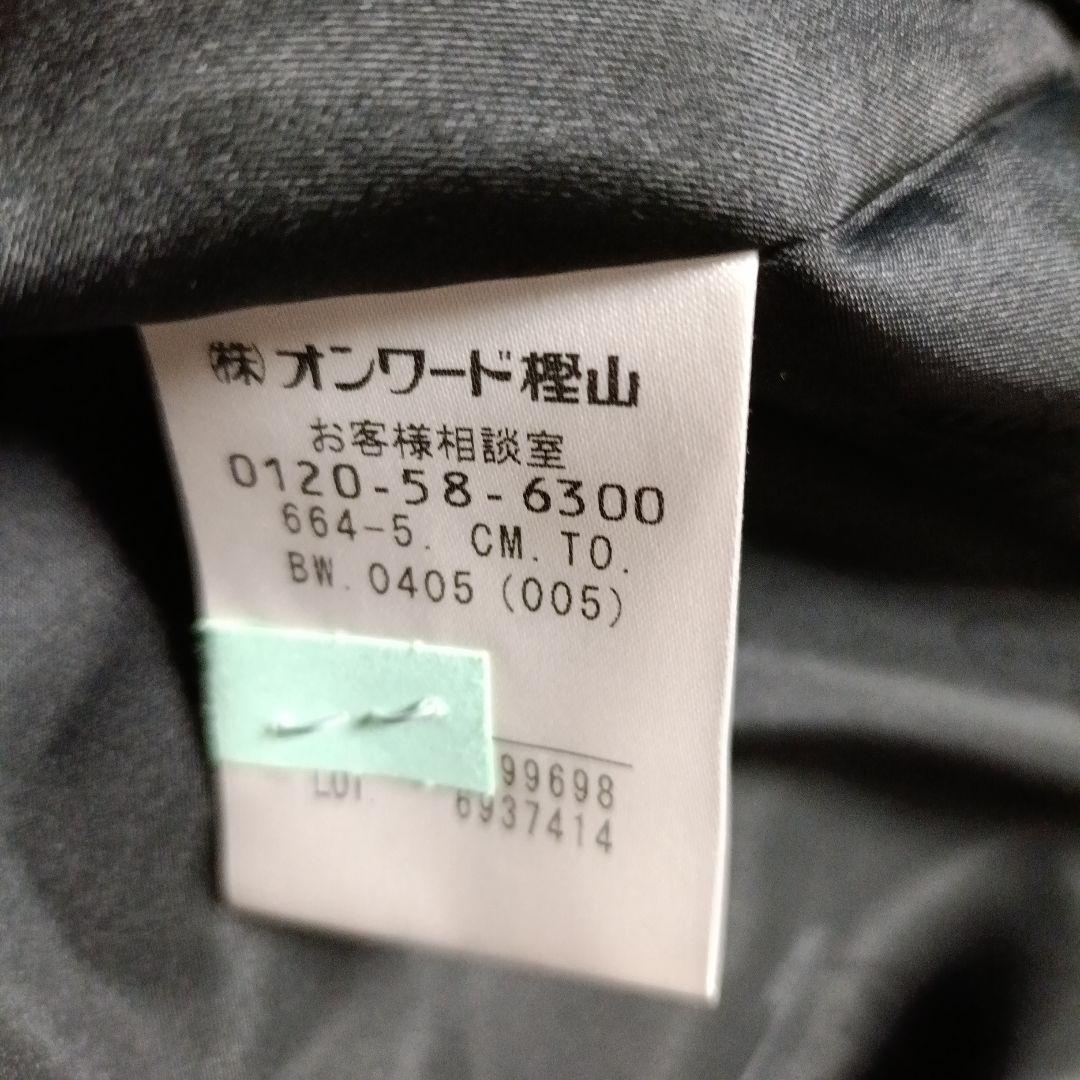 ㈱オンワード樫山
お客様相談室
0120-58-6300
664-5. CM. TO.
BW. 0405 (005)
99698
LOT. 6937414